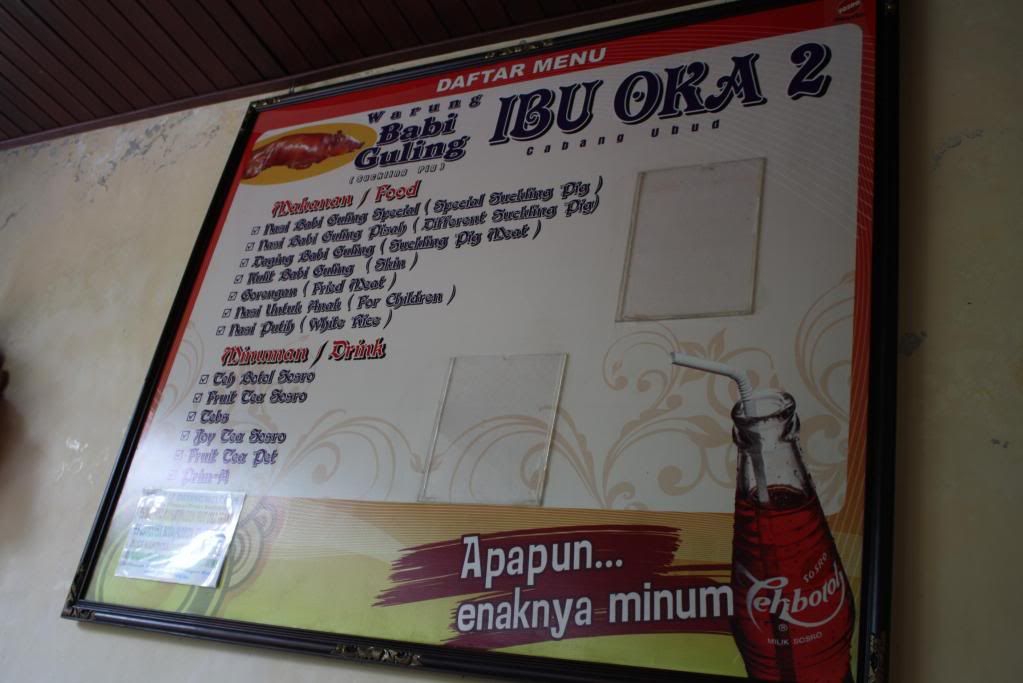 DAFTAR MENU
Warung
Babi
Guling
(Suckling Pig)
IBU OKA 2
Cabang Ubud
Makanan / Food
Nasi Babi Guling Special ( Special Suckling Pig )
Nasi Babi Guling Pisah ( Different Suckling Pig)
Daging Babi Guling ( Suckling Pig Meat )
Kulit Babi Guling ( Skin )
Gorengan ( Fried Meat )
Nasi Untuk Anak ( For Children )
Nasi Putih ( White Rice )
Minuman / Drink
Teh Botol Sosro
Fruit Tea Sosro
Tebs
Joy Tea Sosro
Fruit Tea Pet
Prim-A
Apapun...
enaknya minum
SOSRO
Tehbotol
®
MILIK SOSRO
SOSRO